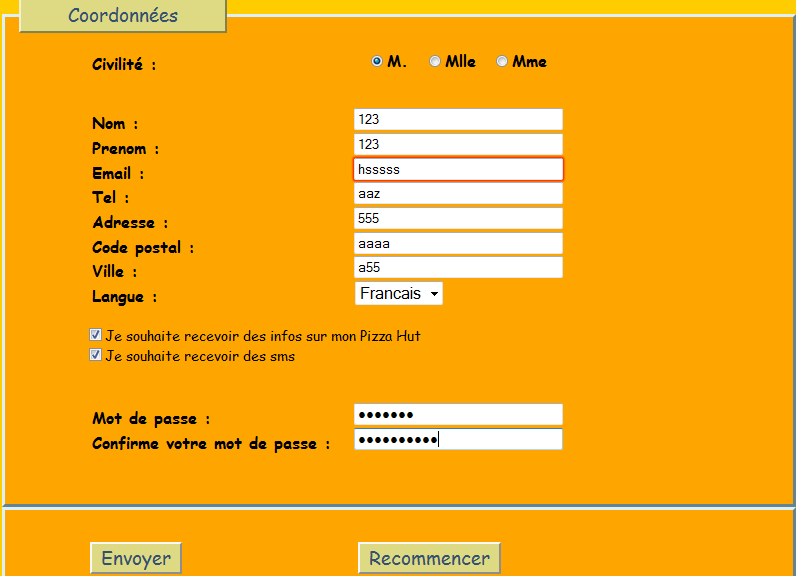 Coordonnées
Civilité : M. Mlle Mme
Nom : 123
Prenom : 123
Email : hsssss
Tel : aaz
Adresse : 555
Code postal : aaaa
Ville : a55
Langue : Francais
Je souhaite recevoir des infos sur mon Pizza Hut
Je souhaite recevoir des sms
Mot de passe : •••••••
Confirme votre mot de passe : ••••••••••
Envoyer Recommencer